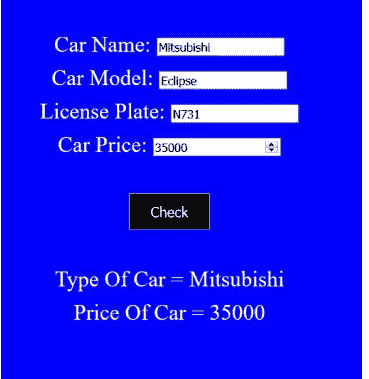 Car Name: Mitsubishi
Car Model: Eclipse
License Plate: N731
Car Price: 35000
Check
Type Of Car = Mitsubishi
Price Of Car = 35000